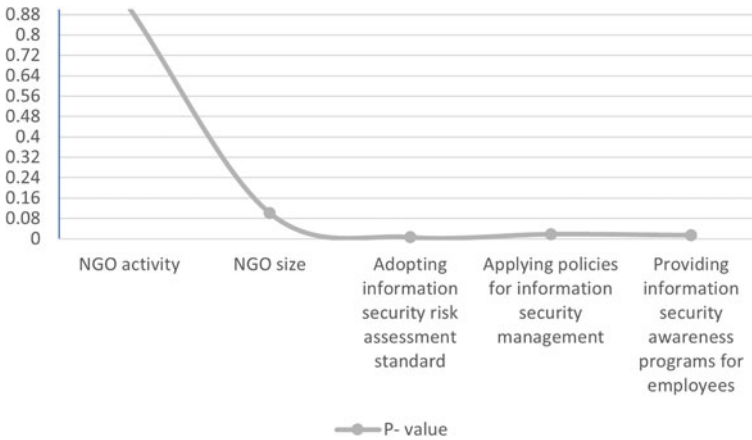 0.88
0.8
0.72
0.64
0.56
0.48
0.4
0.32
0.24
0.16
0.08
0
NGO activity
NGO size
Adopting
information
security risk
assessment
standard
Applying policies
for information
security
management
Providing
information
security
awareness
programs for
employees
P- value